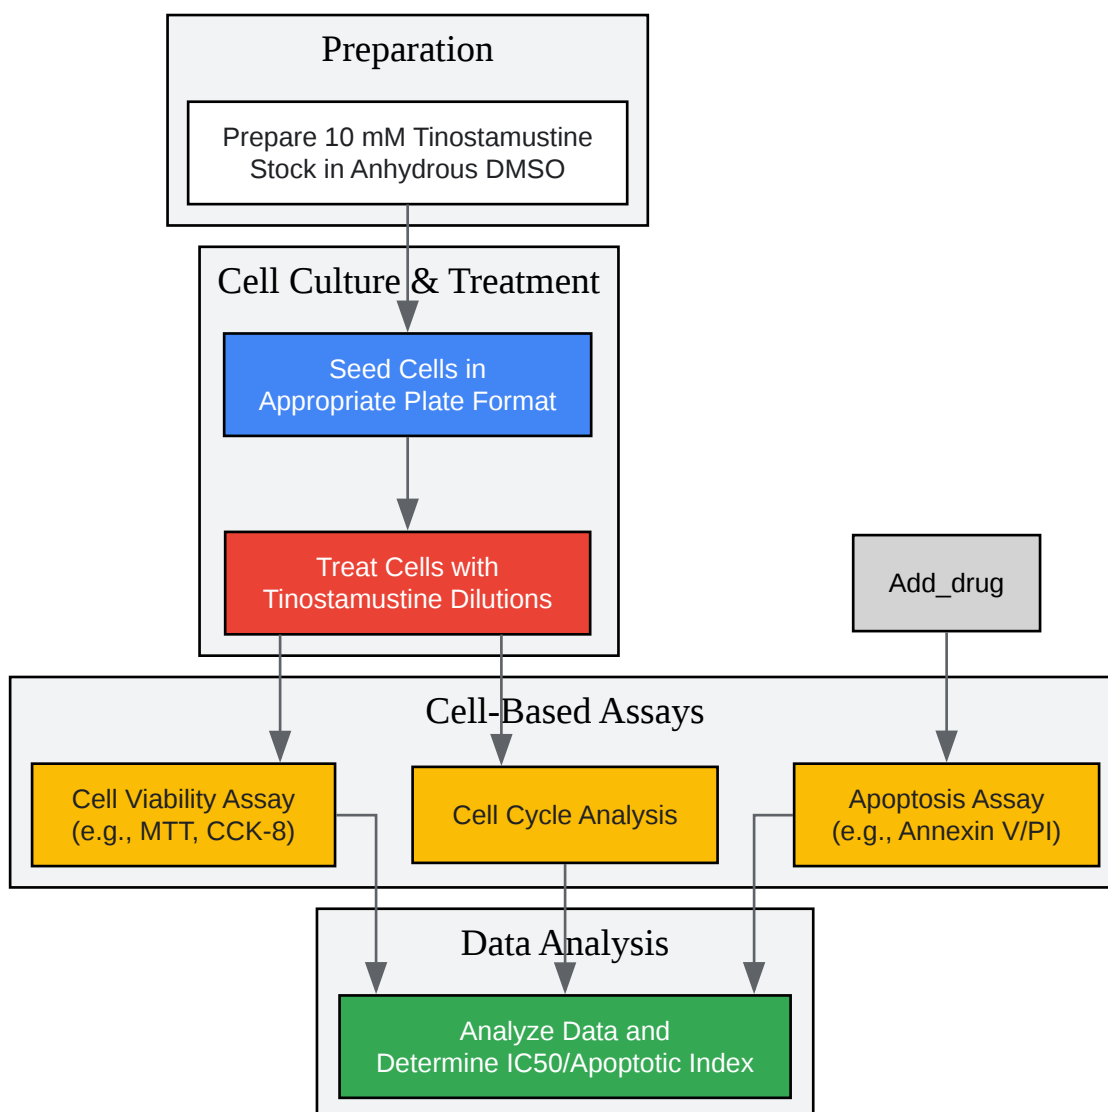 Preparation
Prepare 10 mM Tinostamustine
Stock in Anhydrous DMSO
Cell Culture & Treatment
Seed Cells in
Appropriate Plate Format
Treat Cells with
Tinostamustine Dilutions
Add_drug
Cell-Based Assays
Cell Viability Assay
(e.g., MTT, CCK-8)
Cell Cycle Analysis
Apoptosis Assay
(e.g., Annexin V/PI)
Data Analysis
Analyze Data and
Determine IC50/Apoptotic Index